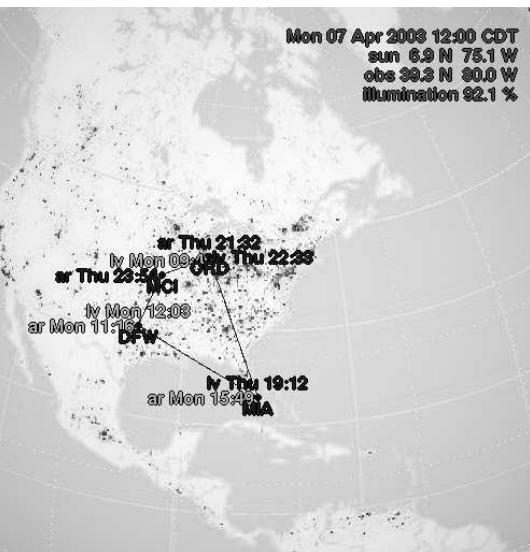 Mon 07 Apr 2003 12:00 CDT
sun 6.9 N 75.1 W
obs 39.3 N 90.0 W
illumination 92.1 %
ar Thu 21:32
lv Mon 09:
lv Thu 22:33
ORD
ar Thu 23:54
MCI
lv Mon 12:03
ar Mon 11:16
DFW
lv Thu 19:12
ar Mon 15:49
MIA